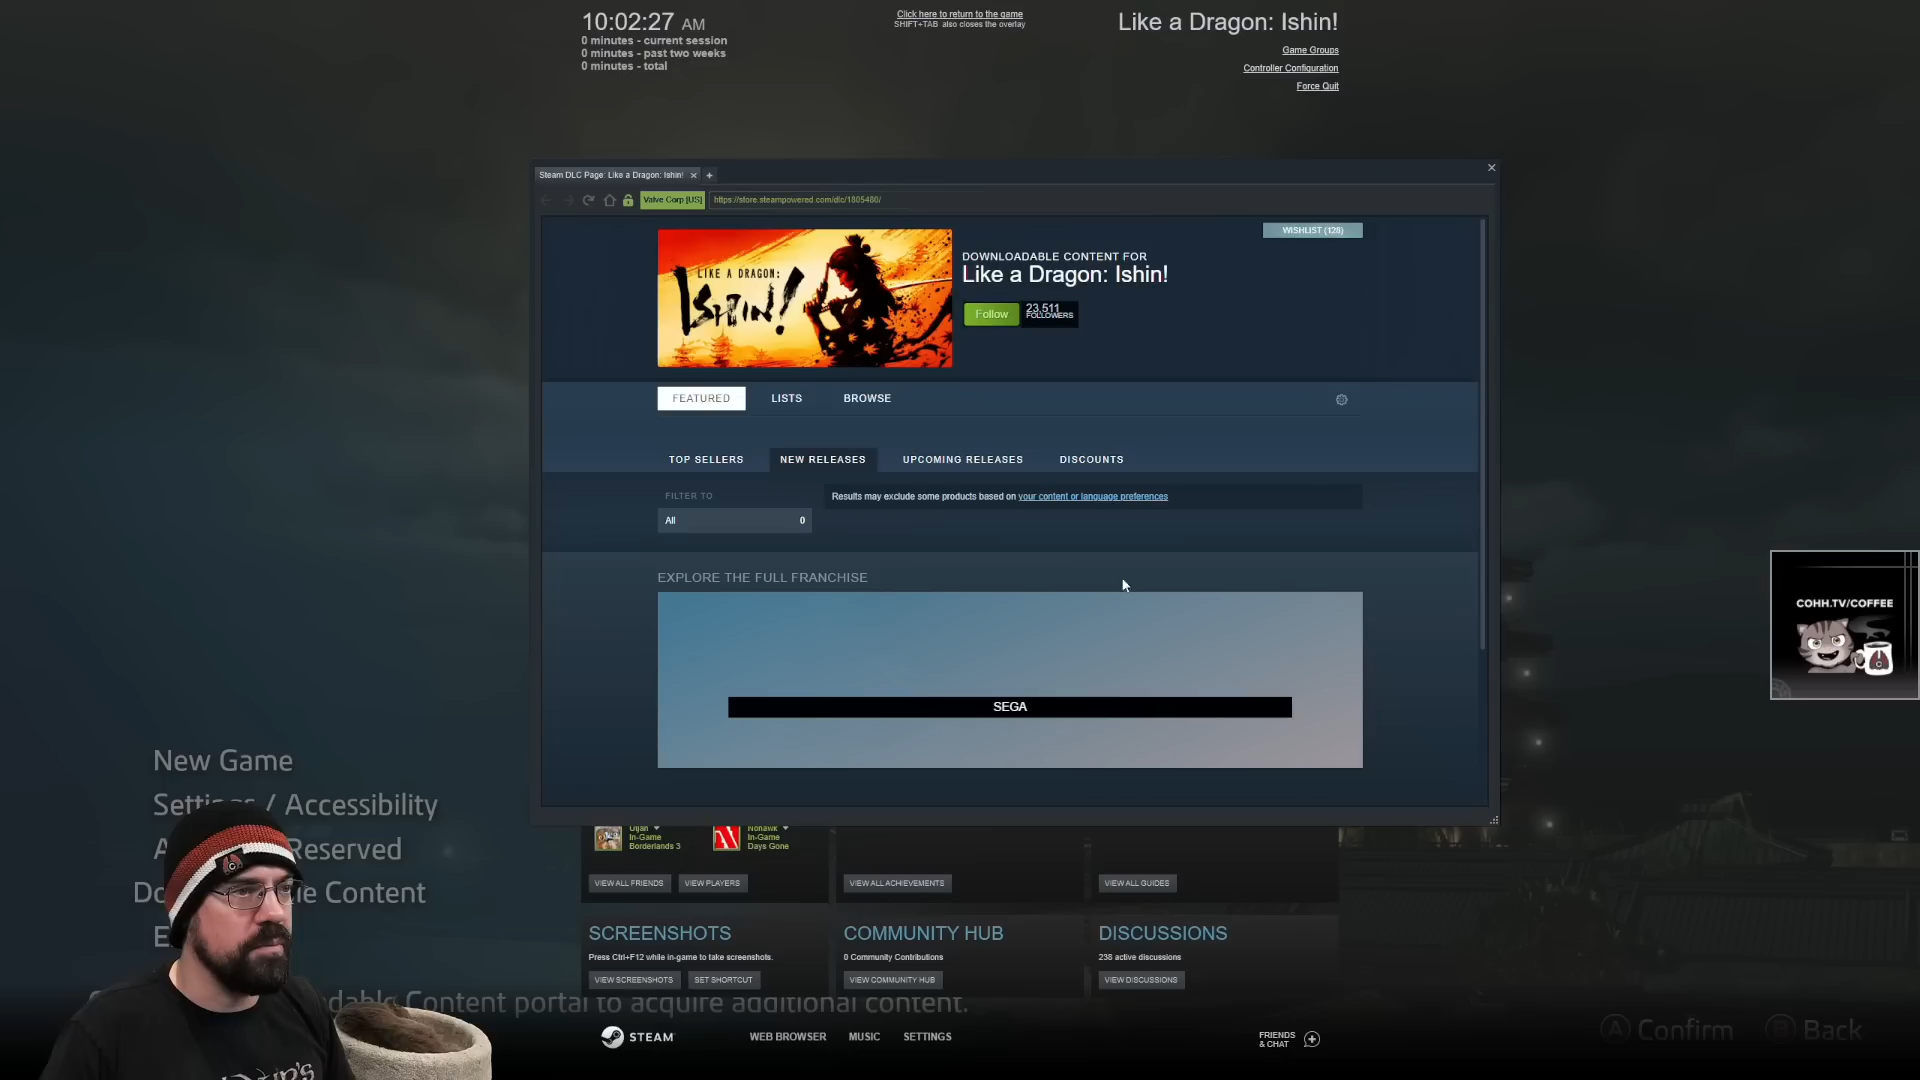 10:02:27 AM
0 minutes - current session
0 minutes - past two weeks
0 minutes - total
Click here to return to the game
SHIFT+TAB also closes the overlay
Like a Dragon: Ishin!
Game Groups
Controller Configuration
Force Quit
Steam DLC Page: Like a Dragon: Ishin!
Valve Corp [US]
https://store.steampowered.com/dlc/1805480/
WISHLIST (128)
LIKE A DRAGON:
ISHIN!
DOWNLOADABLE CONTENT FOR
Like a Dragon: Ishin!
Follow
23,511
FOLLOWERS
FEATURED LISTS BROWSE
TOP SELLERS NEW RELEASES UPCOMING RELEASES DISCOUNTS
FILTER TO
All 0
Results may exclude some products based on your content or language preferences
EXPLORE THE FULL FRANCHISE
SEGA
COHH.TV/COFFEE
New Game
Settings / Accessibility
Reserved
Content
Content portal to acquire additional content.
Uijan
In-Game
Borderlands 3
Nohawk
In-Game
Days Gone
VIEW ALL FRIENDS VIEW PLAYERS
VIEW ALL ACHIEVEMENTS
VIEW ALL GUIDES
SCREENSHOTS
Press Ctrl+F12 while in-game to take screenshots.
VIEW SCREENSHOTS SET SHORTCUT
COMMUNITY HUB
0 Community Contributions
VIEW COMMUNITY HUB
DISCUSSIONS
238 active discussions
VIEW DISCUSSIONS
STEAM
WEB BROWSER MUSIC SETTINGS
FRIENDS
& CHAT
A Confirm B Back